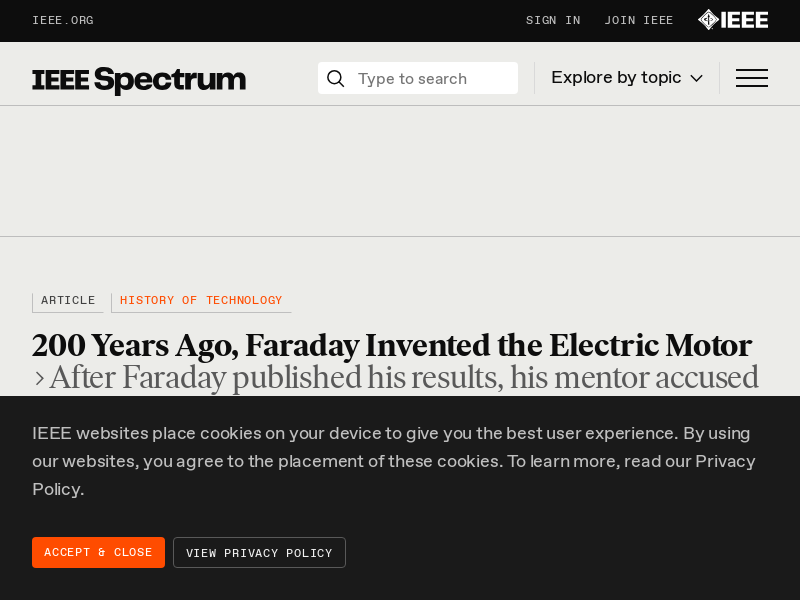 IEEE.ORG
SIGN IN
JOIN IEEE
IEEE
IEEE Spectrum
Type to search
Explore by topic
ARTICLE
HISTORY OF TECHNOLOGY
200 Years Ago, Faraday Invented the Electric Motor
After Faraday published his results, his mentor accused
IEEE websites place cookies on your device to give you the best user experience. By using
our websites, you agree to the placement of these cookies. To learn more, read our Privacy
Policy.
ACCEPT & CLOSE
VIEW PRIVACY POLICY